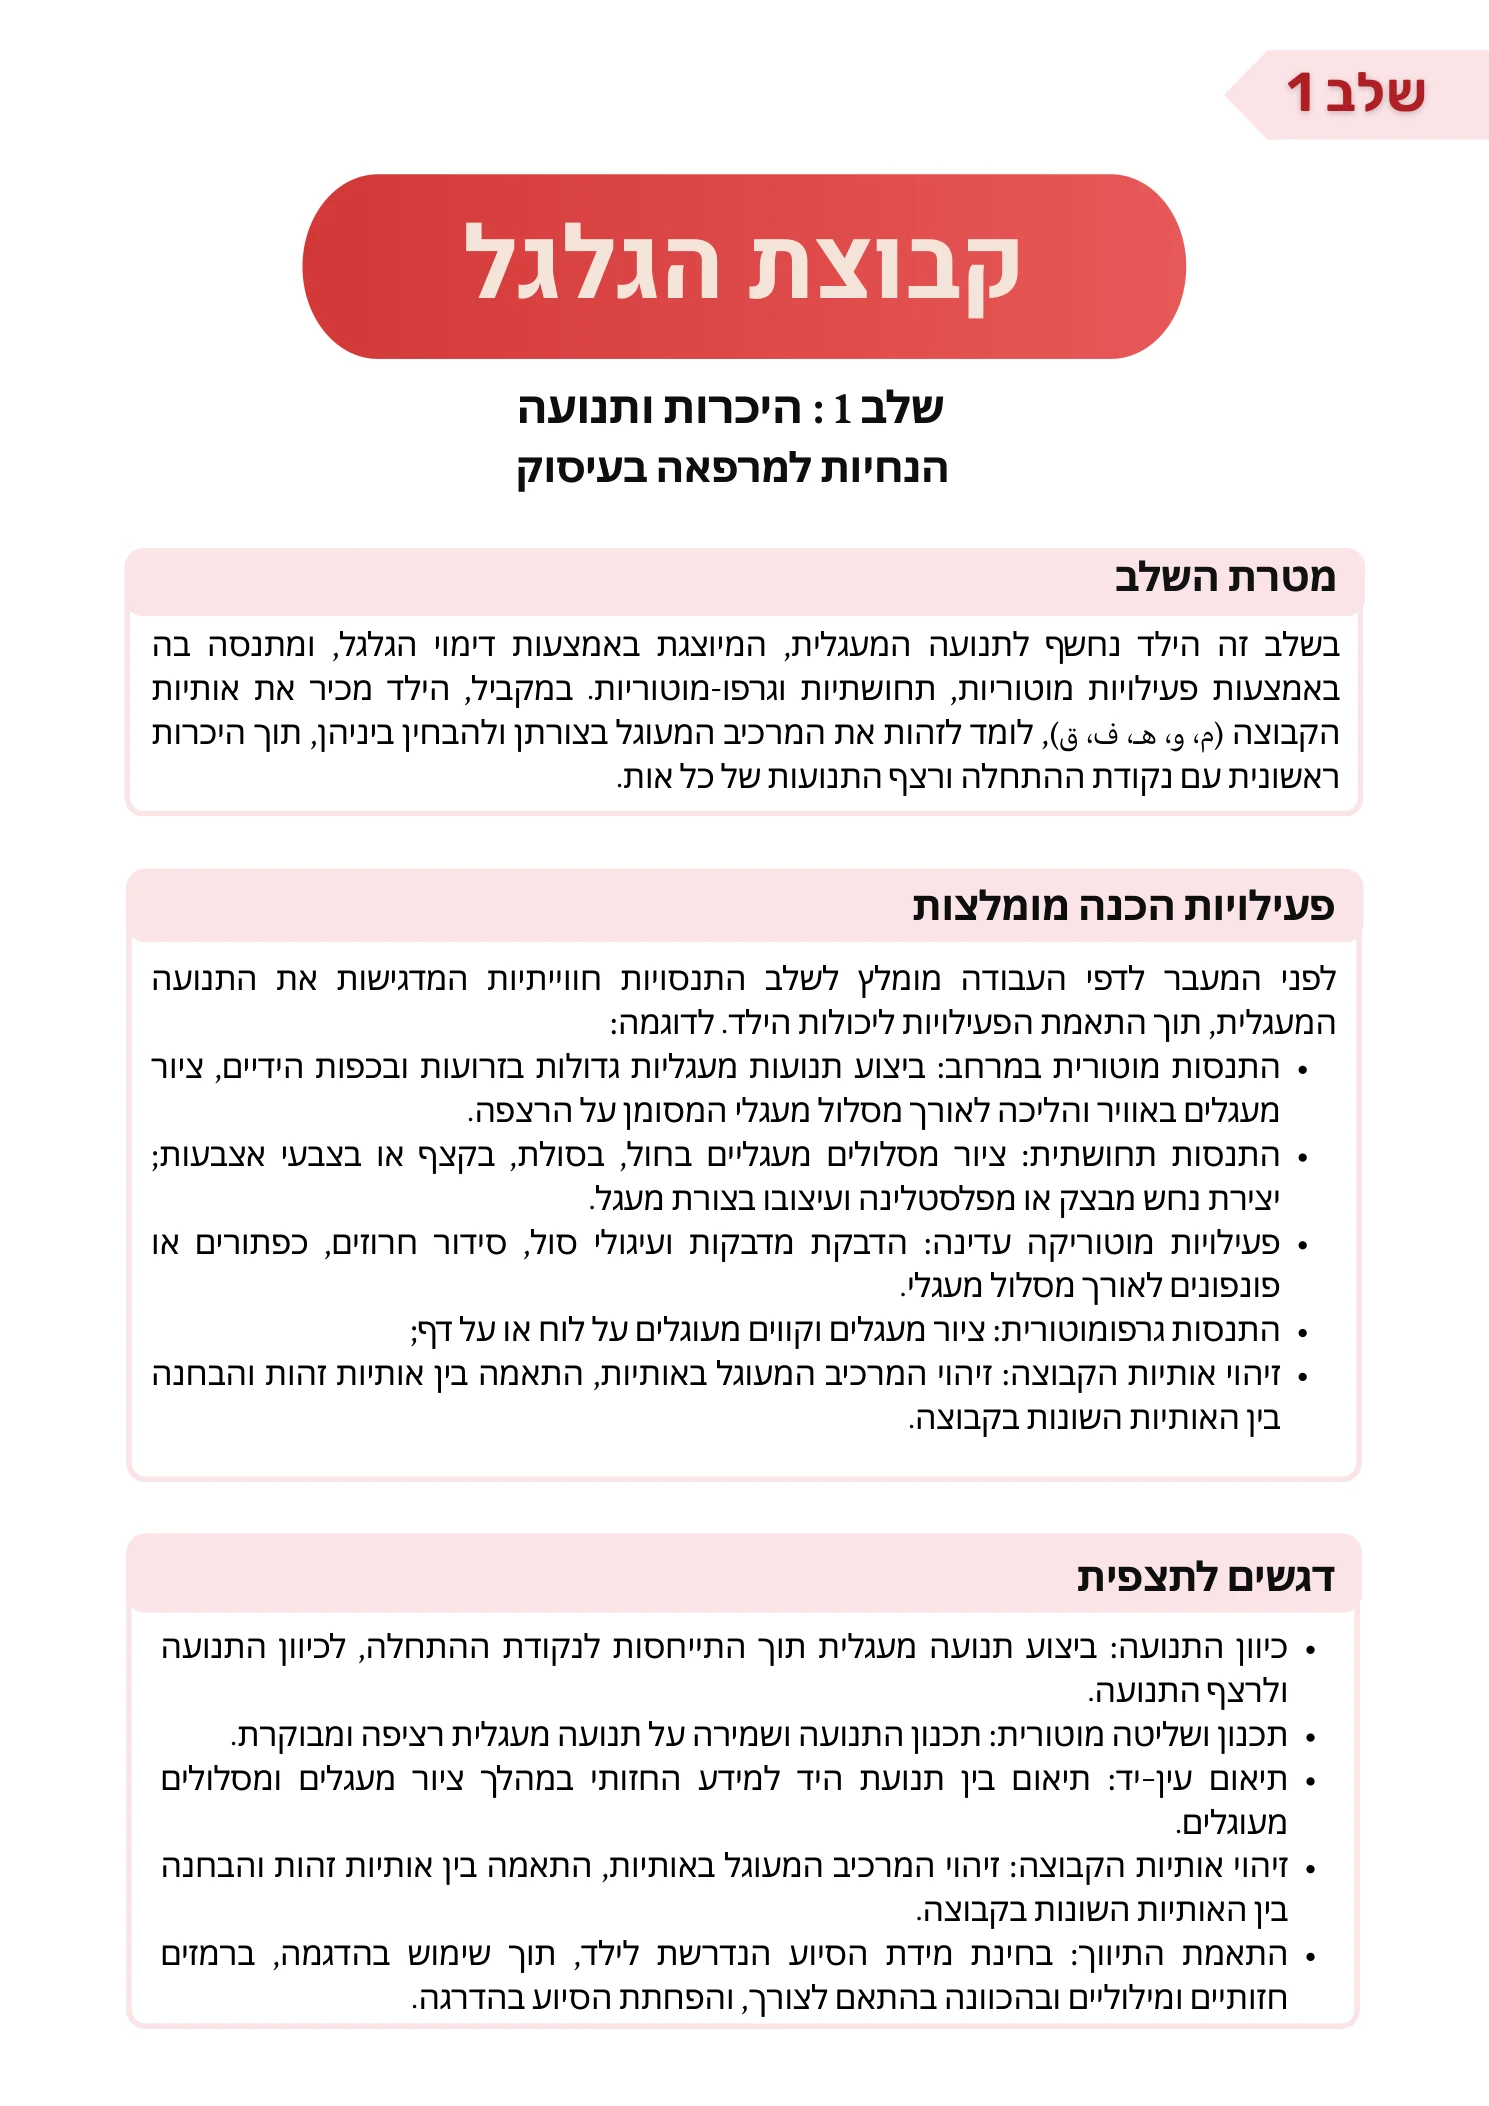 שלב 1
קבוצת הגלגל
שלב 1 : היכרות ותנועה
הנחיות למרפאה בעיסוק
מטרת השלב
בשלב זה הילד נחשף לתנועה המעגלית, המיוצגת באמצעות דימוי הגלגל, ומתנסה בה
באמצעות פעילויות מוטוריות, תחושתיות וגרפו-מוטוריות. במקביל, הילד מכיר את אותיות
הקבוצה (م، و، هـ، ف، ق), לומד לזהות את המרכיב המעוגל בצורתן ולהבחין ביניהן, תוך היכרות
ראשונית עם נקודת ההתחלה ורצף התנועות של כל אות.
פעילויות הכנה מומלצות
לפני המעבר לדפי העבודה מומלץ לשלב התנסויות חווייתיות המדגישות את התנועה
המעגלית, תוך התאמת הפעילויות ליכולות הילד. לדוגמה:
• התנסות מוטורית במרחב: ביצוע תנועות מעגליות גדולות בזרועות ובכפות הידיים, ציור
מעגלים באוויר והליכה לאורך מסלול מעגלי המסומן על הרצפה.
• התנסות תחושתית: ציור מסלולים מעגליים בחול, בסולת, בקצף או בצבעי אצבעות;
יצירת נחש מבצק או מפלסטלינה ועיצובו בצורת מעגל.
• פעילויות מוטוריקה עדינה: הדבקת מדבקות ועיגולי סול, סידור חרוזים, כפתורים או
פונפונים לאורך מסלול מעגלי.
• התנסות גרפומוטורית: ציור מעגלים וקווים מעוגלים על לוח או על דף;
• זיהוי אותיות הקבוצה: זיהוי המרכיב המעוגל באותיות, התאמה בין אותיות זהות והבחנה
בין האותיות השונות בקבוצה.
דגשים לתצפית
• כיוון התנועה: ביצוע תנועה מעגלית תוך התייחסות לנקודת ההתחלה, לכיוון התנועה
ולרצף התנועה.
• תכנון ושליטה מוטורית: תכנון התנועה ושמירה על תנועה מעגלית רציפה ומבוקרת.
• תיאום עין-יד: תיאום בין תנועת היד למידע החזותי במהלך ציור מעגלים ומסלולים
מעוגלים.
• זיהוי אותיות הקבוצה: זיהוי המרכיב המעוגל באותיות, התאמה בין אותיות זהות והבחנה
בין האותיות השונות בקבוצה.
• התאמת התיווך: בחינת מידת הסיוע הנדרשת לילד, תוך שימוש בהדגמה, ברמזים
חזותיים ומילוליים ובהכוונה בהתאם לצורך, והפחתת הסיוע בהדרגה.